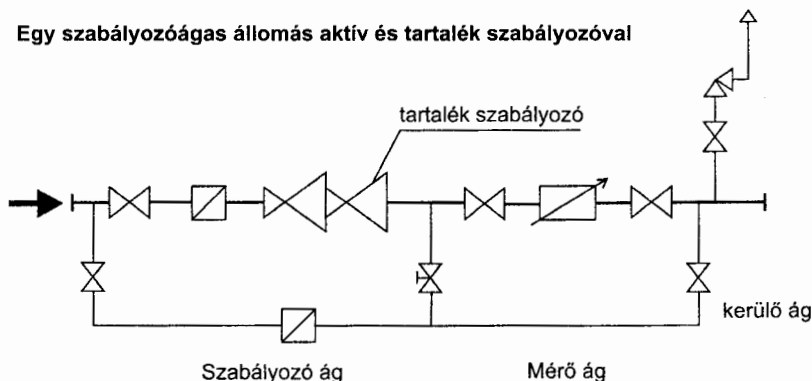 Egy szabályozóágas állomás aktív és tartalék szabályozóval
tartalék szabályozó
kerülő ág
Szabályozó ág
Mérő ág